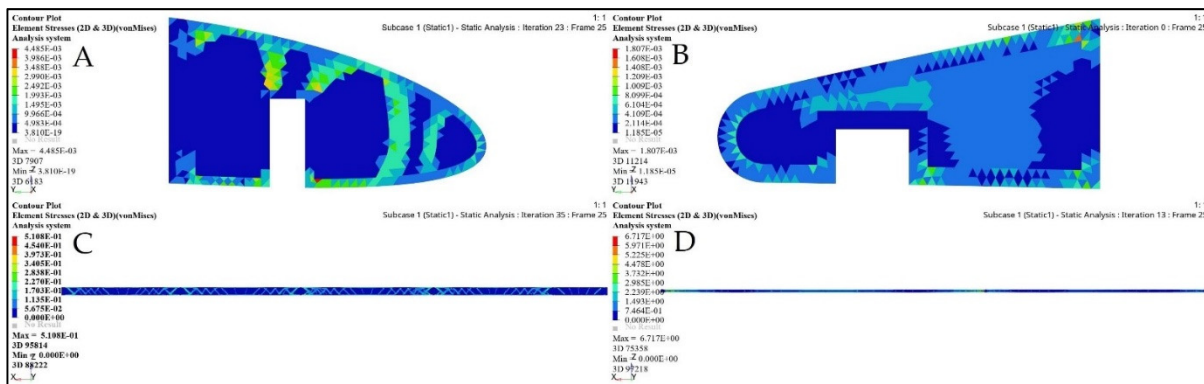 Contour Plot
Element Stresses (2D & 3D)(vonMises)
Analysis system
4.485E-03
3.986E-03
3.488E-03
2.990E-03
2.492E-03
1.993E-03
1.495E-03
9.966E-04
4.983E-04
3.810E-19
No Result
Max = 4.485E-03
3D 7907
Min = 3.810E-19
3D 6183
Z
Y X
A
1: 1
Subcase 1 (Static1) - Static Analysis : Iteration 23 : Frame 25
Contour Plot
Element Stresses (2D & 3D)(vonMises)
Analysis system
1.807E-03
1.608E-03
1.408E-03
1.209E-03
1.009E-03
8.099E-04
6.104E-04
4.109E-04
2.114E-04
1.185E-05
No Result
Max = 1.807E-03
3D 11214
Min = 1.185E-05
3D 11943
Z
Y X
B
1: 1
Subcase 1 (Static1) - Static Analysis : Iteration 0 : Frame 25
Contour Plot
Element Stresses (2D & 3D)(vonMises)
Analysis system
5.108E-01
4.540E-01
3.973E-01
3.405E-01
2.838E-01
2.270E-01
1.703E-01
1.135E-01
5.675E-02
0.000E+00
No Result
Max = 5.108E-01
3D 95814
Min = 0.000E+00
3D 88222
Z
X Y
C
1: 1
Subcase 1 (Static1) - Static Analysis : Iteration 35 : Frame 25
Contour Plot
Element Stresses (2D & 3D)(vonMises)
Analysis system
6.717E+00
5.971E+00
5.225E+00
4.478E+00
3.732E+00
2.985E+00
2.239E+00
1.493E+00
7.464E-01
0.000E+00
No Result
Max = 6.717E+00
3D 75358
Min = 0.000E+00
Z
X Y
D
1: 1
Subcase 1 (Static1) - Static Analysis : Iteration 13 : Frame 25